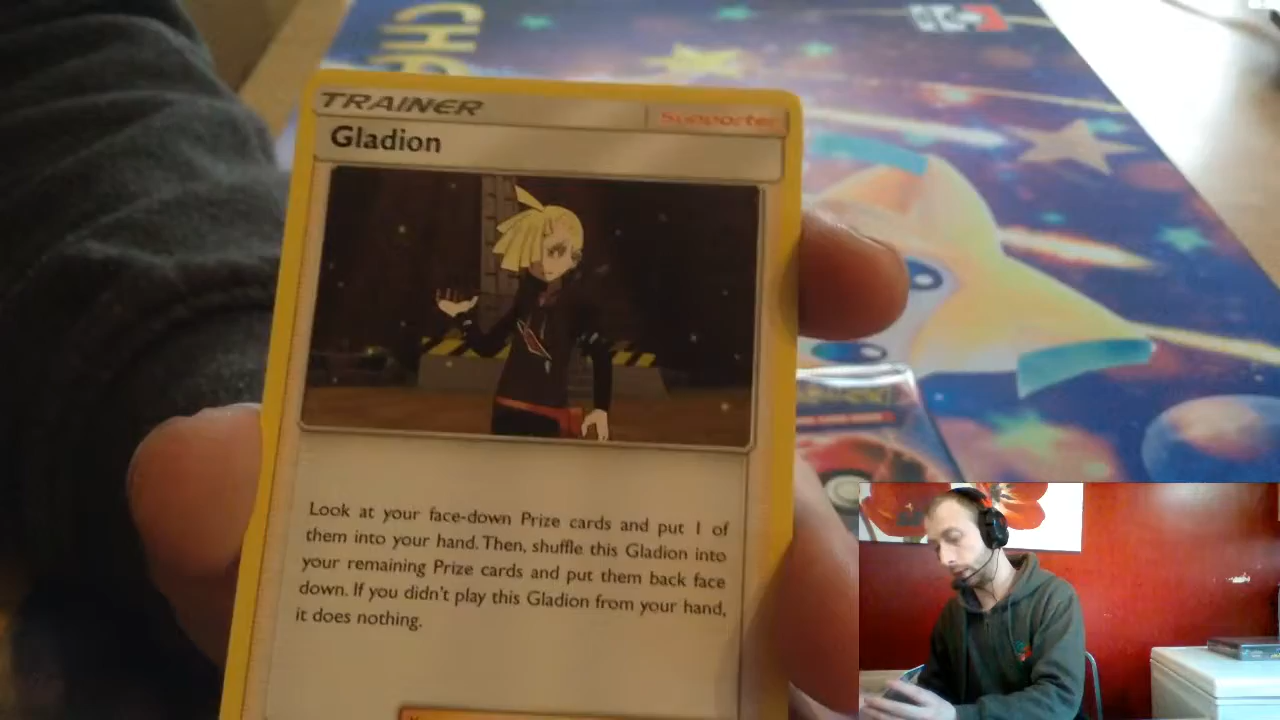 TRAINER
Supporter
Gladion
Look at your face-down Prize cards and put 1 of
them into your hand. Then, shuffle this Gladion into
your remaining Prize cards and put them back face
down. If you didn't play this Gladion from your hand,
it does nothing.